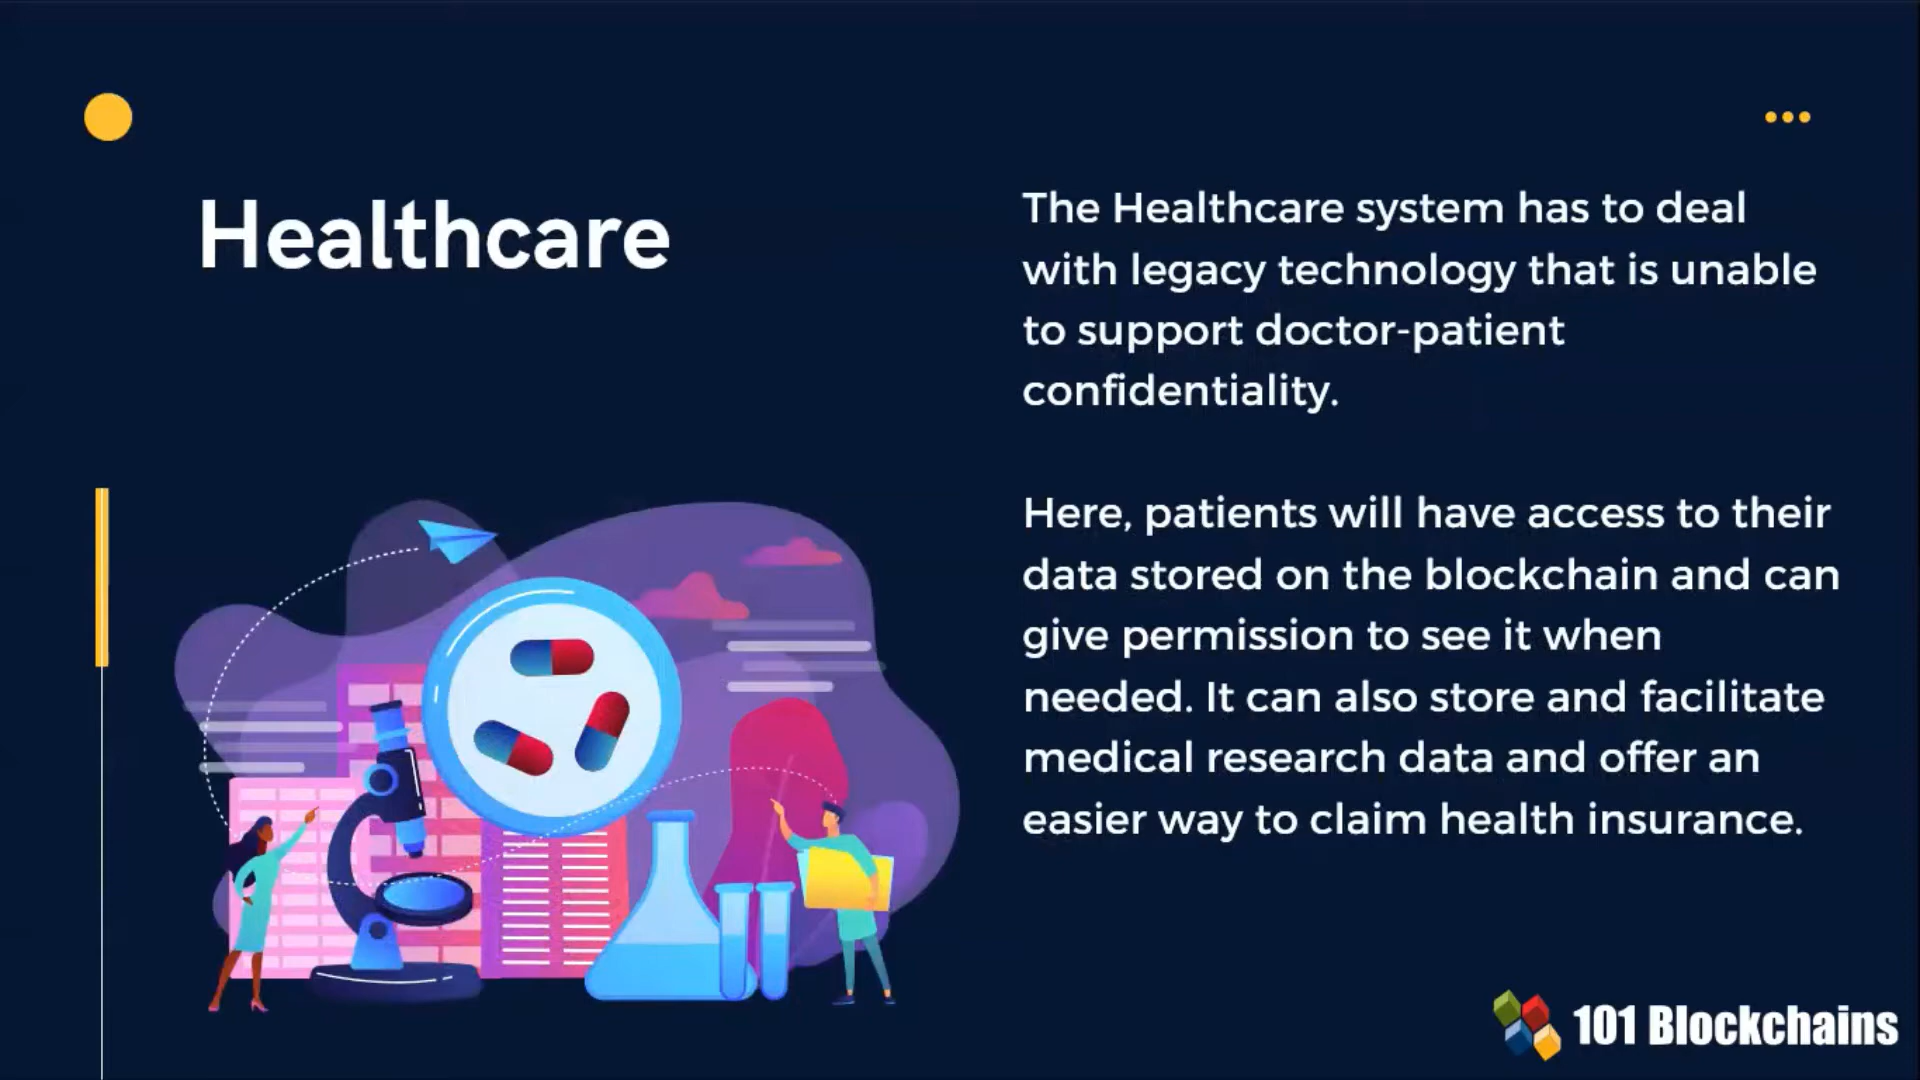 Healthcare
The Healthcare system has to deal
with legacy technology that is unable
to support doctor-patient
confidentiality.
Here, patients will have access to their
data stored on the blockchain and can
give permission to see it when
needed. It can also store and facilitate
medical research data and offer an
easier way to claim health insurance.
101 Blockchains